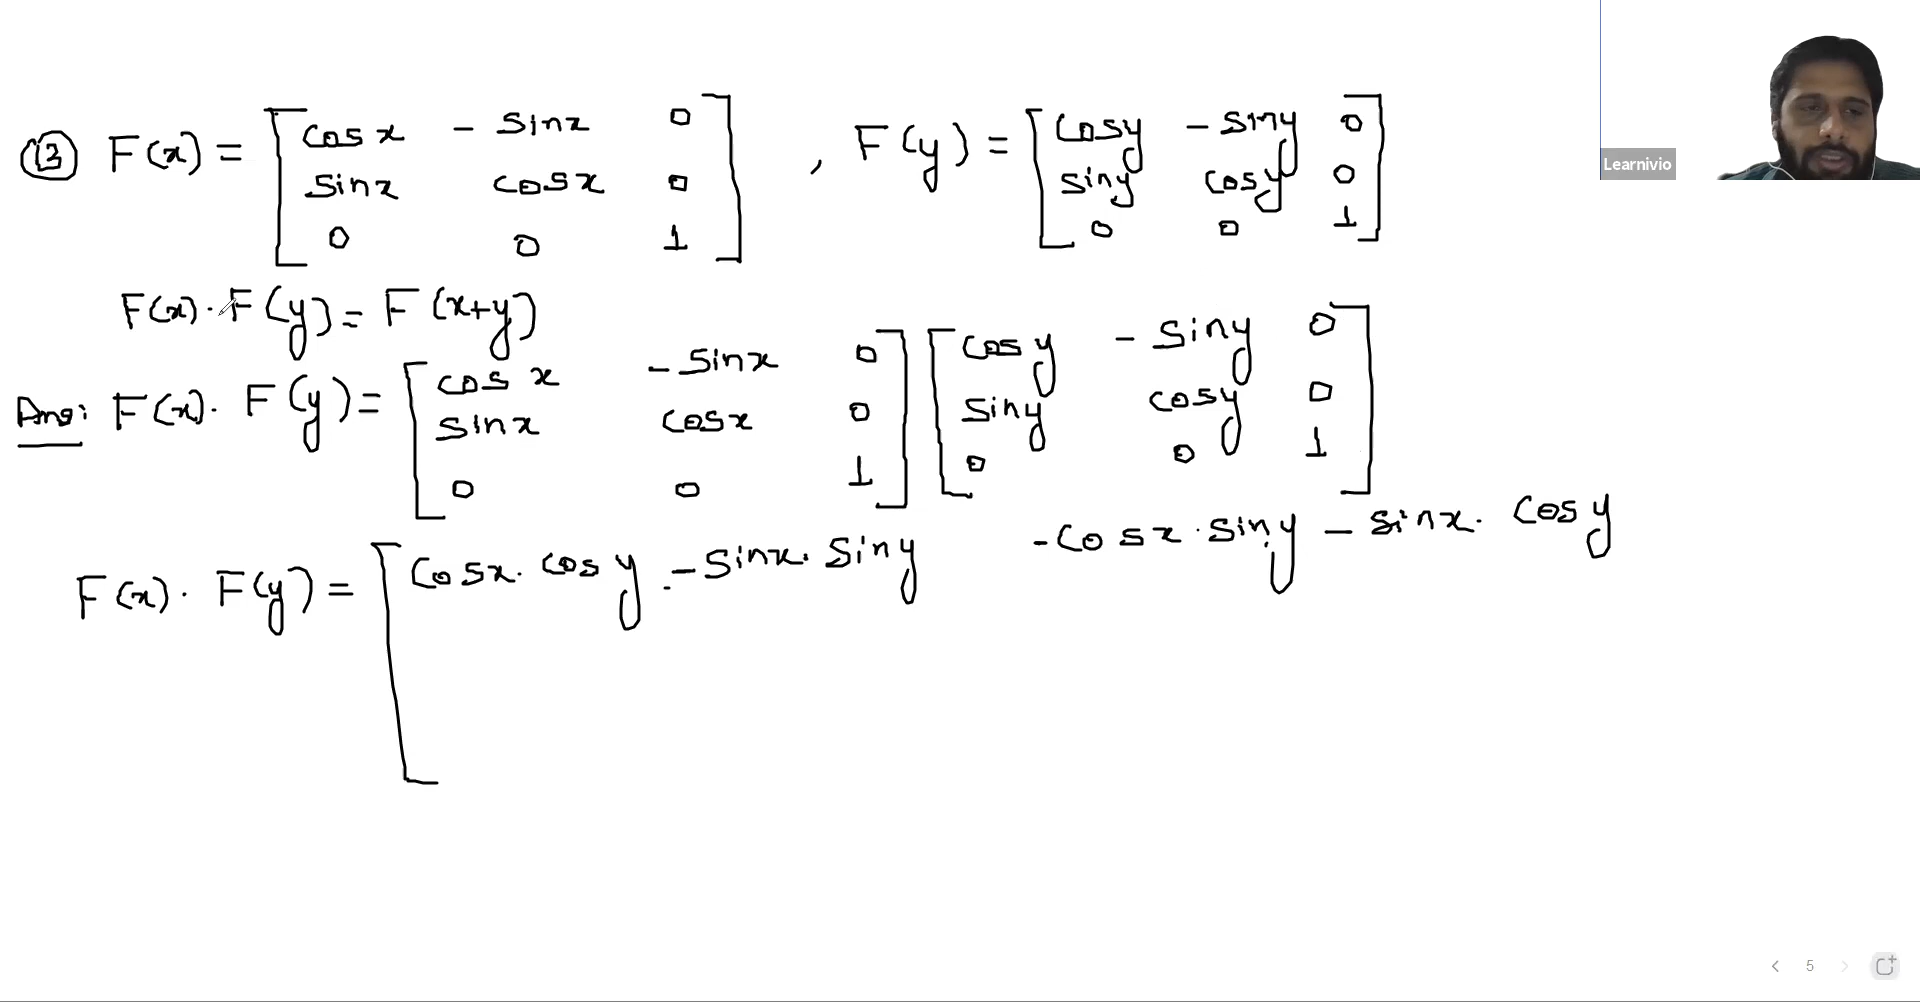 (13) F(x) = [ cos x - sin x 0 , F(y) = [ cos y - sin y 0 ]
sin x cos x 0 ] sin y cos y 0
0 0 1 0 0 1
Learnivio
F(x) · F(y) = F(x+y)
Ans: F(x) · F(y) = [ cos x - sin x 0 ] [ cos y - sin y 0 ]
sin x cos x 0 sin y cos y 0
0 0 1 0 0 1
F(x) · F(y) = [ cos x · cos y - sin x · sin y - cos x · sin y - sin x · cos y
5